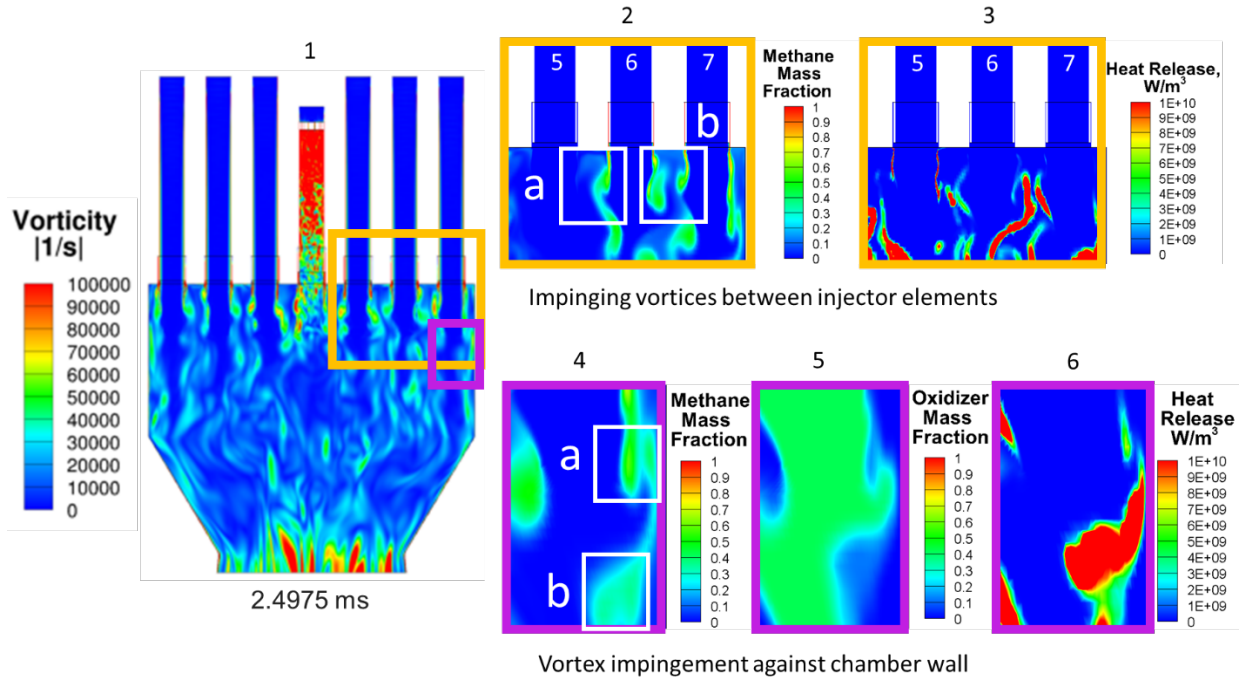 1
Vorticity
|1/s|
100000
90000
80000
70000
60000
50000
40000
30000
20000
10000
0
2.4975 ms
2
5 6 7
a
b
Methane
Mass
Fraction
1
0.9
0.8
0.7
0.6
0.5
0.4
0.3
0.2
0.1
0
3
5 6 7
Heat Release,
W/m³
1E+10
9E+09
8E+09
7E+09
6E+09
5E+09
4E+09
3E+09
2E+09
1E+09
Impinging vortices between injector elements
4
a
b
Methane
Mass
Fraction
1
0.9
0.8
0.7
0.6
0.5
0.4
0.3
0.2
0.1
0
5
Oxidizer
Mass
Fraction
1
0.9
0.8
0.7
0.6
0.5
0.4
0.3
0.2
0.1
0
6
Heat
Release
W/m³
1E+10
9E+09
8E+09
7E+09
6E+09
5E+09
4E+09
3E+09
2E+09
1E+09
Vortex impingement against chamber wall